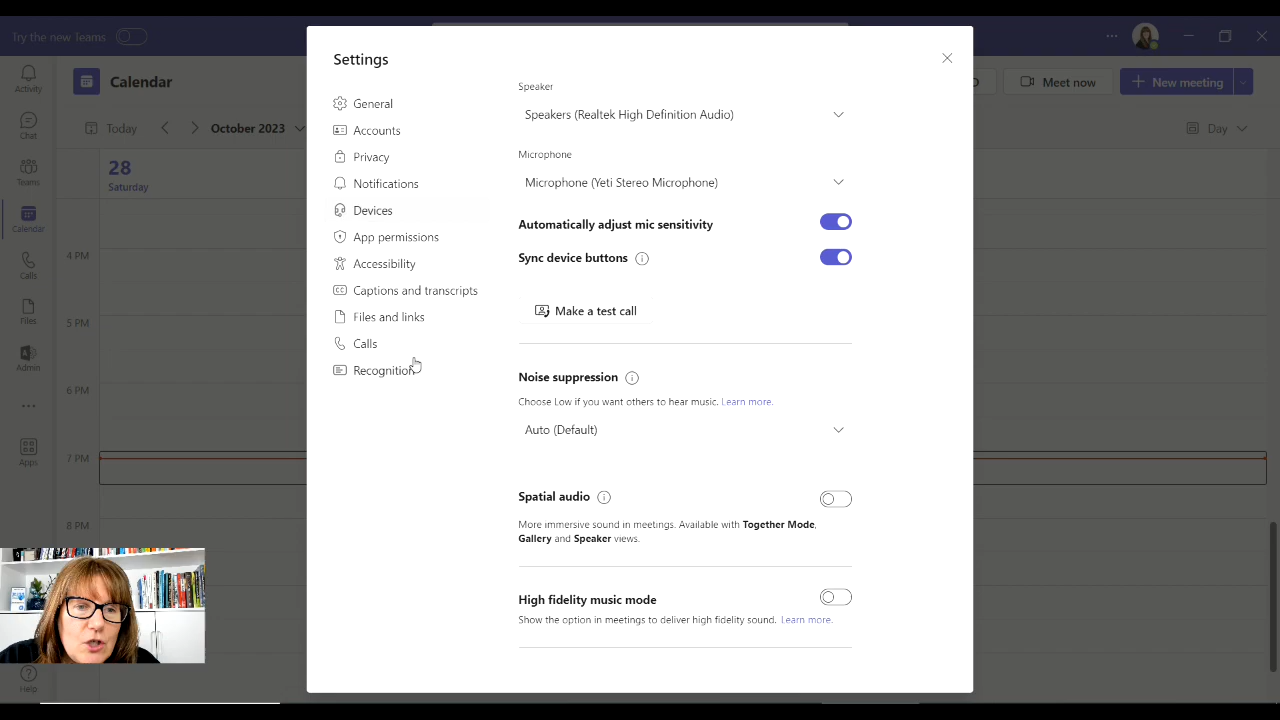 Try the new Teams
Activity
Chat
Teams
Calendar
Calls
Files
Admin
Apps
Help
Calendar
Meet now
New meeting
Today
October 2023
Day
28
Saturday
4 PM
5 PM
6 PM
7 PM
8 PM
Settings
General
Accounts
Privacy
Notifications
Devices
App permissions
Accessibility
Captions and transcripts
Files and links
Calls
Recognition
Speaker
Speakers (Realtek High Definition Audio)
Microphone
Microphone (Yeti Stereo Microphone)
Automatically adjust mic sensitivity
Sync device buttons
Make a test call
Noise suppression
Choose Low if you want others to hear music. Learn more.
Auto (Default)
Spatial audio
More immersive sound in meetings. Available with Together Mode,
Gallery and Speaker views.
High fidelity music mode
Show the option in meetings to deliver high fidelity sound. Learn more.